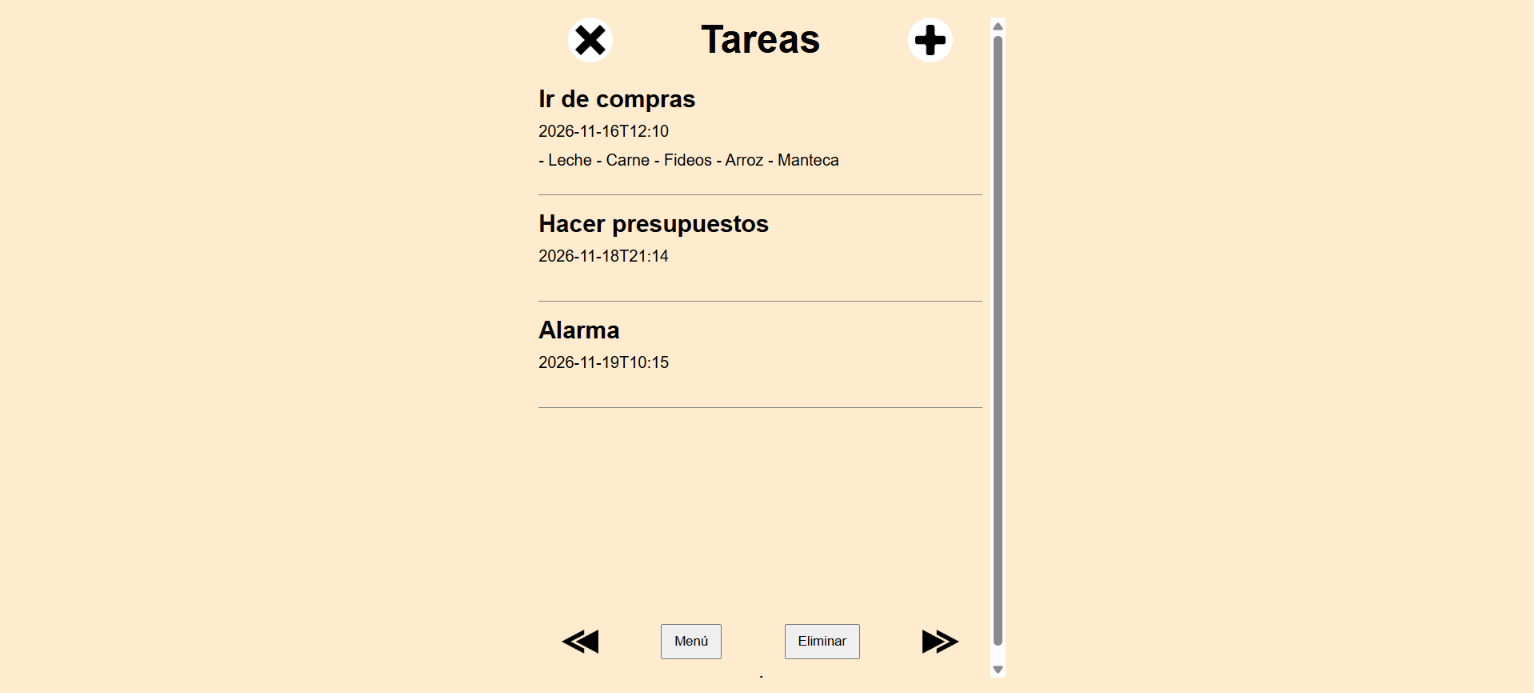 Tareas
Ir de compras
2026-11-16T12:10
- Leche - Carne - Fideos - Arroz - Manteca
Hacer presupuestos
2026-11-18T21:14
Alarma
2026-11-19T10:15
Menú Eliminar
.